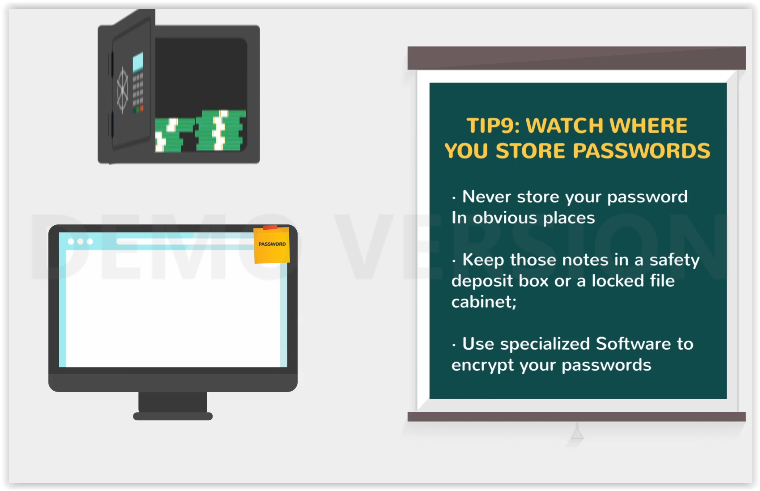 TIP9: WATCH WHERE
YOU STORE PASSWORDS
· Never store your password
In obvious places
· Keep those notes in a safety
deposit box or a locked file
cabinet;
· Use specialized Software to
encrypt your passwords
PASSWORD
DEMO VERSION